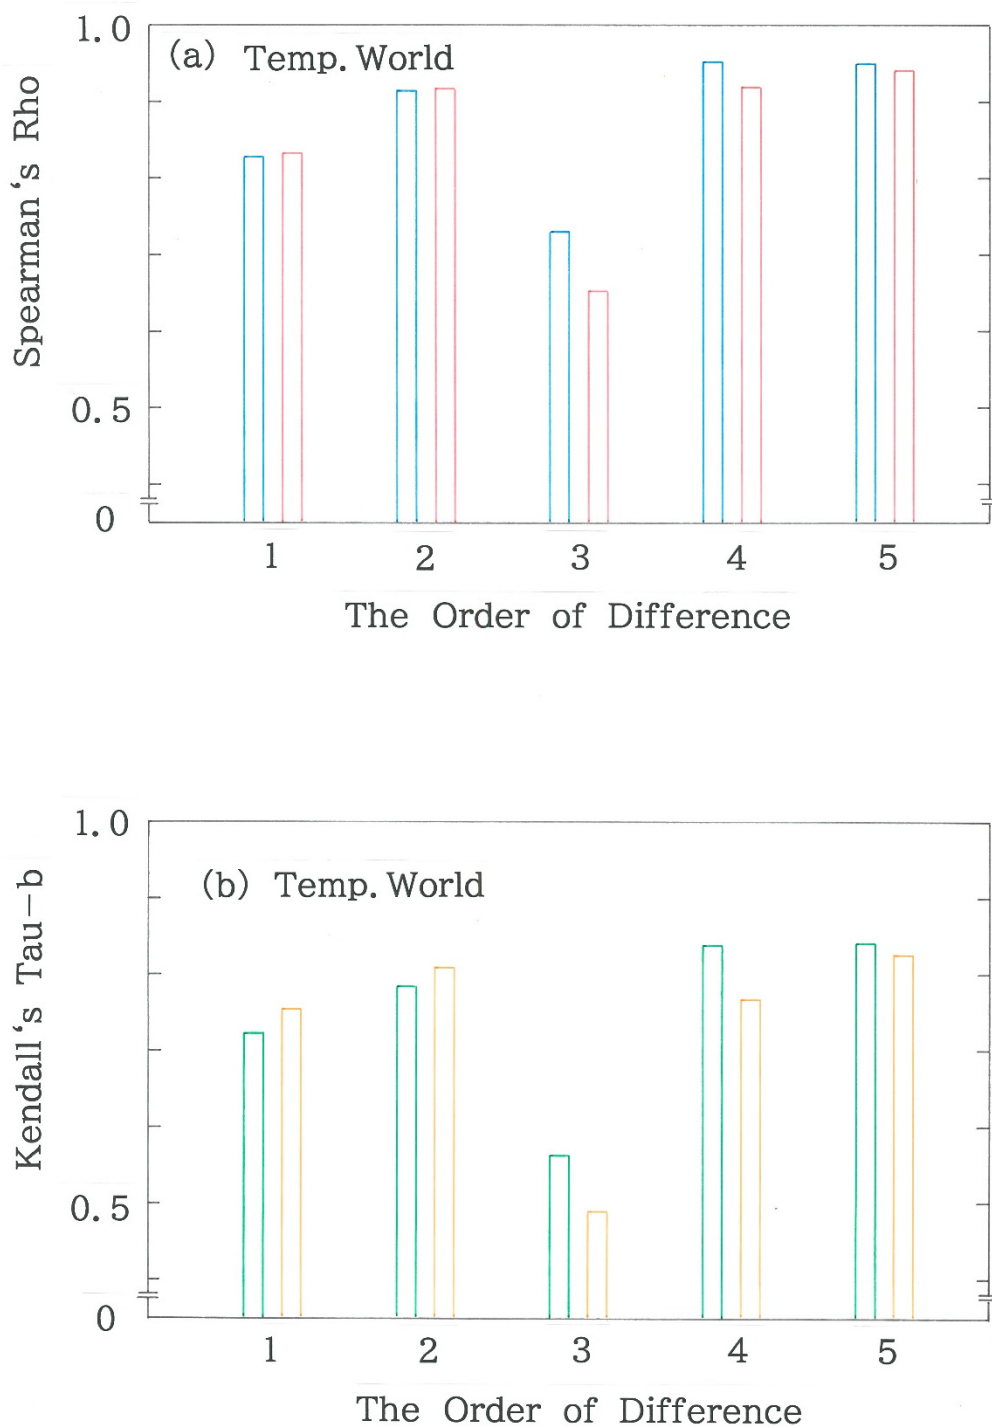 1.0
(a) Temp. World
Spearman‘s Rho
0.5
0
1 2 3 4 5
The Order of Difference
1.0
(b) Temp. World
Kendall‘s Tau−b
0.5
0
1 2 3 4 5
The Order of Difference